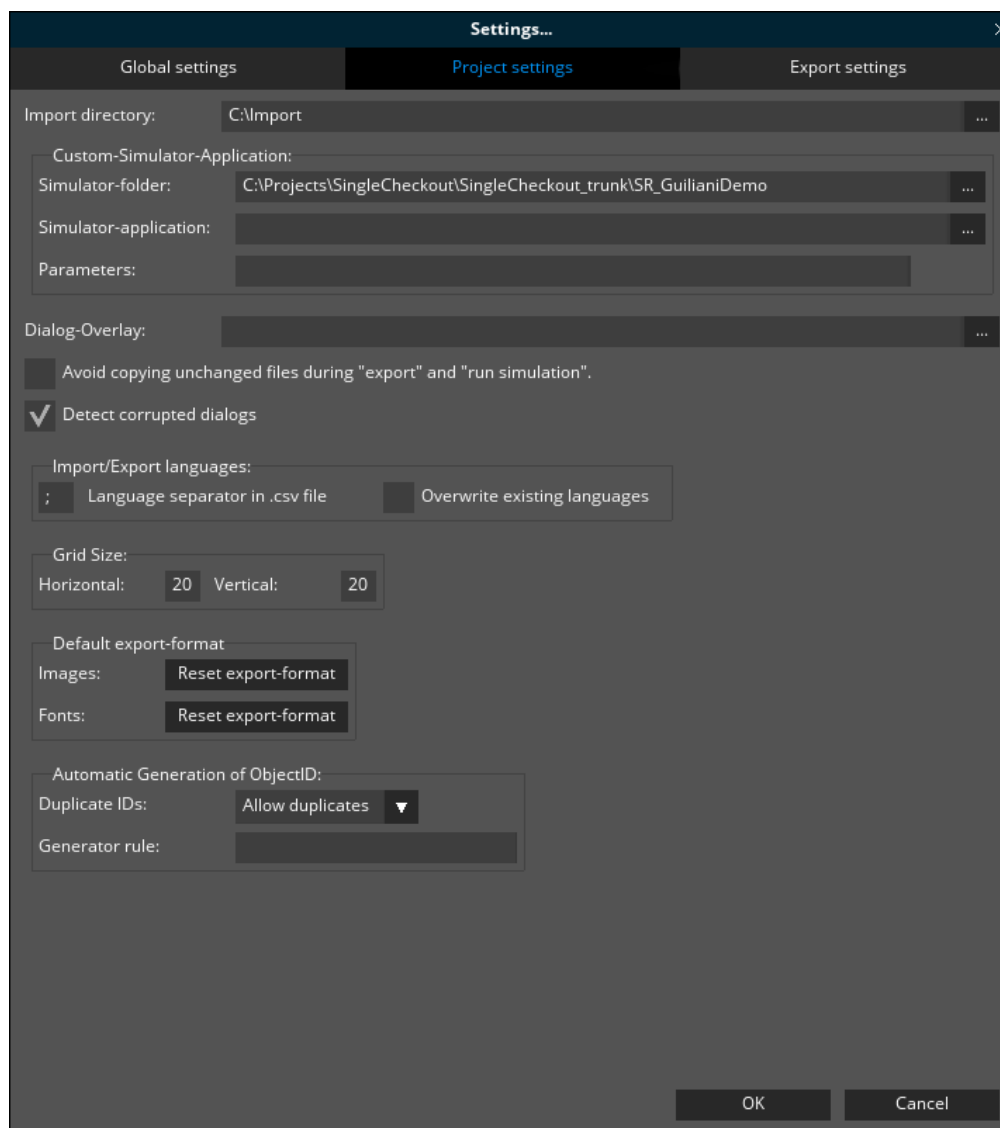 Settings...
Global settings Project settings Export settings
Import directory: C:\Import ...
Custom-Simulator-Application:
Simulator-folder: C:\Projects\SingleCheckout\SingleCheckout_trunk\SR_GuilianiDemo ...
Simulator-application: ...
Parameters:
Dialog-Overlay: ...
Avoid copying unchanged files during "export" and "run simulation".
Detect corrupted dialogs
Import/Export languages:
; Language separator in .csv file Overwrite existing languages
Grid Size:
Horizontal: 20 Vertical: 20
Default export-format
Images: Reset export-format
Fonts: Reset export-format
Automatic Generation of ObjectID:
Duplicate IDs: Allow duplicates
Generator rule:
OK Cancel